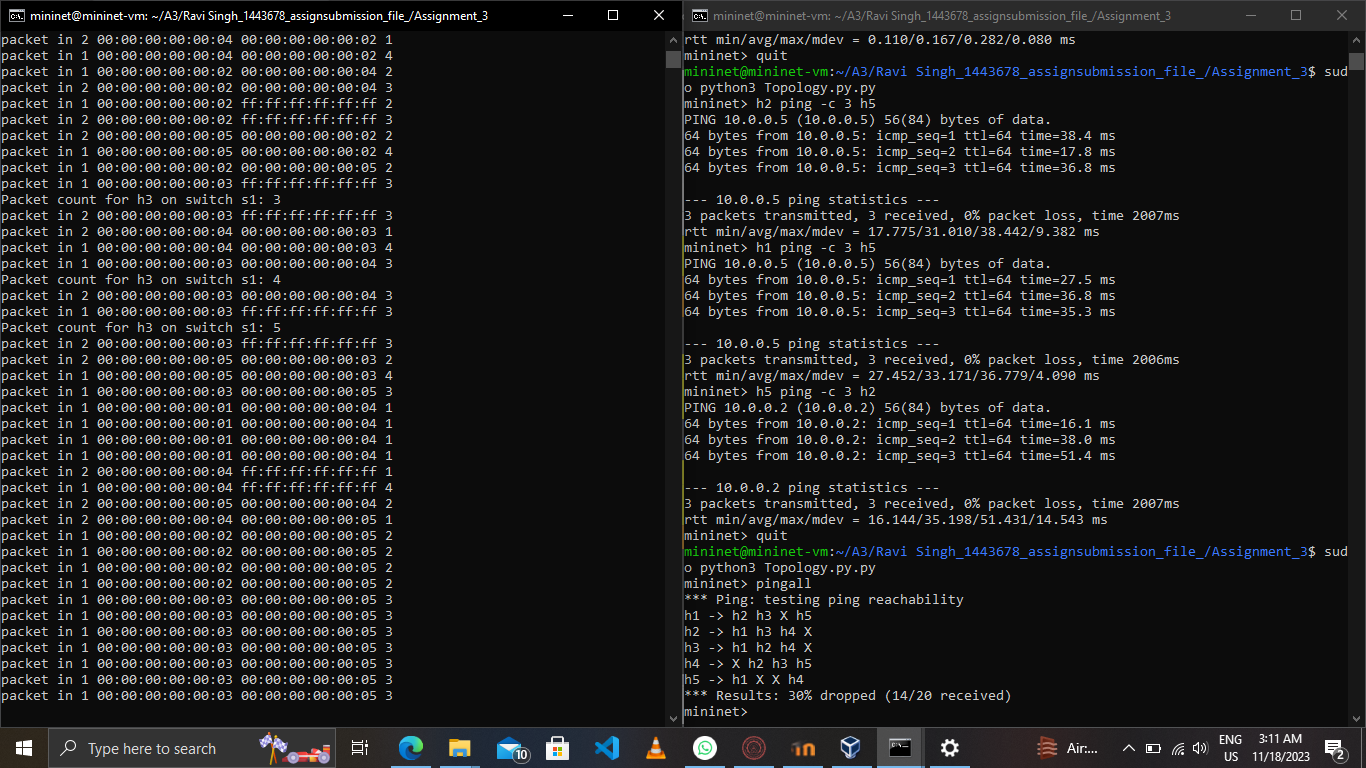 mininet@mininet-vm: ~/A3/Ravi Singh_1443678_assignsubmission_file_/Assignment_3
packet in 2 00:00:00:00:00:04 00:00:00:00:00:02 1
packet in 1 00:00:00:00:00:04 00:00:00:00:00:02 4
packet in 1 00:00:00:00:00:02 00:00:00:00:00:04 2
packet in 2 00:00:00:00:00:02 00:00:00:00:00:04 3
packet in 1 00:00:00:00:00:02 ff:ff:ff:ff:ff:ff 2
packet in 2 00:00:00:00:00:02 ff:ff:ff:ff:ff:ff 3
packet in 2 00:00:00:00:00:05 00:00:00:00:00:02 2
packet in 1 00:00:00:00:00:05 00:00:00:00:00:02 4
packet in 1 00:00:00:00:00:02 00:00:00:00:00:05 2
packet in 1 00:00:00:00:00:03 ff:ff:ff:ff:ff:ff 3
Packet count for h3 on switch s1: 3
packet in 2 00:00:00:00:00:03 ff:ff:ff:ff:ff:ff 3
packet in 2 00:00:00:00:00:04 00:00:00:00:00:03 1
packet in 1 00:00:00:00:00:04 00:00:00:00:00:03 4
packet in 1 00:00:00:00:00:03 00:00:00:00:00:04 3
Packet count for h3 on switch s1: 4
packet in 2 00:00:00:00:00:03 00:00:00:00:00:04 3
packet in 1 00:00:00:00:00:03 ff:ff:ff:ff:ff:ff 3
Packet count for h3 on switch s1: 5
packet in 2 00:00:00:00:00:03 ff:ff:ff:ff:ff:ff 3
packet in 2 00:00:00:00:00:05 00:00:00:00:00:03 2
packet in 1 00:00:00:00:00:05 00:00:00:00:00:03 4
packet in 1 00:00:00:00:00:03 00:00:00:00:00:05 3
packet in 1 00:00:00:00:00:01 00:00:00:00:00:04 1
packet in 1 00:00:00:00:00:01 00:00:00:00:00:04 1
packet in 1 00:00:00:00:00:01 00:00:00:00:00:04 1
packet in 1 00:00:00:00:00:01 00:00:00:00:00:04 1
packet in 2 00:00:00:00:00:04 ff:ff:ff:ff:ff:ff 1
packet in 1 00:00:00:00:00:04 ff:ff:ff:ff:ff:ff 4
packet in 2 00:00:00:00:00:05 00:00:00:00:00:04 2
packet in 2 00:00:00:00:00:04 00:00:00:00:00:05 1
packet in 1 00:00:00:00:00:02 00:00:00:00:00:05 2
packet in 1 00:00:00:00:00:02 00:00:00:00:00:05 2
packet in 1 00:00:00:00:00:02 00:00:00:00:00:05 2
packet in 1 00:00:00:00:00:02 00:00:00:00:00:05 2
packet in 1 00:00:00:00:00:03 00:00:00:00:00:05 3
packet in 1 00:00:00:00:00:03 00:00:00:00:00:05 3
packet in 1 00:00:00:00:00:03 00:00:00:00:00:05 3
packet in 1 00:00:00:00:00:03 00:00:00:00:00:05 3
packet in 1 00:00:00:00:00:03 00:00:00:00:00:05 3
packet in 1 00:00:00:00:00:03 00:00:00:00:00:05 3
packet in 1 00:00:00:00:00:03 00:00:00:00:00:05 3
mininet@mininet-vm: ~/A3/Ravi Singh_1443678_assignsubmission_file_/Assignment_3
rtt min/avg/max/mdev = 0.110/0.167/0.282/0.080 ms
mininet> quit
mininet@mininet-vm:~/A3/Ravi Singh_1443678_assignsubmission_file_/Assignment_3$ sud
o python3 Topology.py.py
mininet> h2 ping -c 3 h5
PING 10.0.0.5 (10.0.0.5) 56(84) bytes of data.
64 bytes from 10.0.0.5: icmp_seq=1 ttl=64 time=38.4 ms
64 bytes from 10.0.0.5: icmp_seq=2 ttl=64 time=17.8 ms
64 bytes from 10.0.0.5: icmp_seq=3 ttl=64 time=36.8 ms
--- 10.0.0.5 ping statistics ---
3 packets transmitted, 3 received, 0% packet loss, time 2007ms
rtt min/avg/max/mdev = 17.775/31.010/38.442/9.382 ms
mininet> h1 ping -c 3 h5
PING 10.0.0.5 (10.0.0.5) 56(84) bytes of data.
64 bytes from 10.0.0.5: icmp_seq=1 ttl=64 time=27.5 ms
64 bytes from 10.0.0.5: icmp_seq=2 ttl=64 time=36.8 ms
64 bytes from 10.0.0.5: icmp_seq=3 ttl=64 time=35.3 ms
--- 10.0.0.5 ping statistics ---
3 packets transmitted, 3 received, 0% packet loss, time 2006ms
rtt min/avg/max/mdev = 27.452/33.171/36.779/4.090 ms
mininet> h5 ping -c 3 h2
PING 10.0.0.2 (10.0.0.2) 56(84) bytes of data.
64 bytes from 10.0.0.2: icmp_seq=1 ttl=64 time=16.1 ms
64 bytes from 10.0.0.2: icmp_seq=2 ttl=64 time=38.0 ms
64 bytes from 10.0.0.2: icmp_seq=3 ttl=64 time=51.4 ms
--- 10.0.0.2 ping statistics ---
3 packets transmitted, 3 received, 0% packet loss, time 2007ms
rtt min/avg/max/mdev = 16.144/35.198/51.431/14.543 ms
mininet> quit
mininet@mininet-vm:~/A3/Ravi Singh_1443678_assignsubmission_file_/Assignment_3$ sud
o python3 Topology.py.py
mininet> pingall
*** Ping: testing ping reachability
h1 -> h2 h3 X h5
h2 -> h1 h3 h4 X
h3 -> h1 h2 h4 X
h4 -> X h2 h3 h5
h5 -> h1 X X h4
*** Results: 30% dropped (14/20 received)
mininet>
Type here to search
10
Air:...
ENG
US
3:11 AM
11/18/2023
2